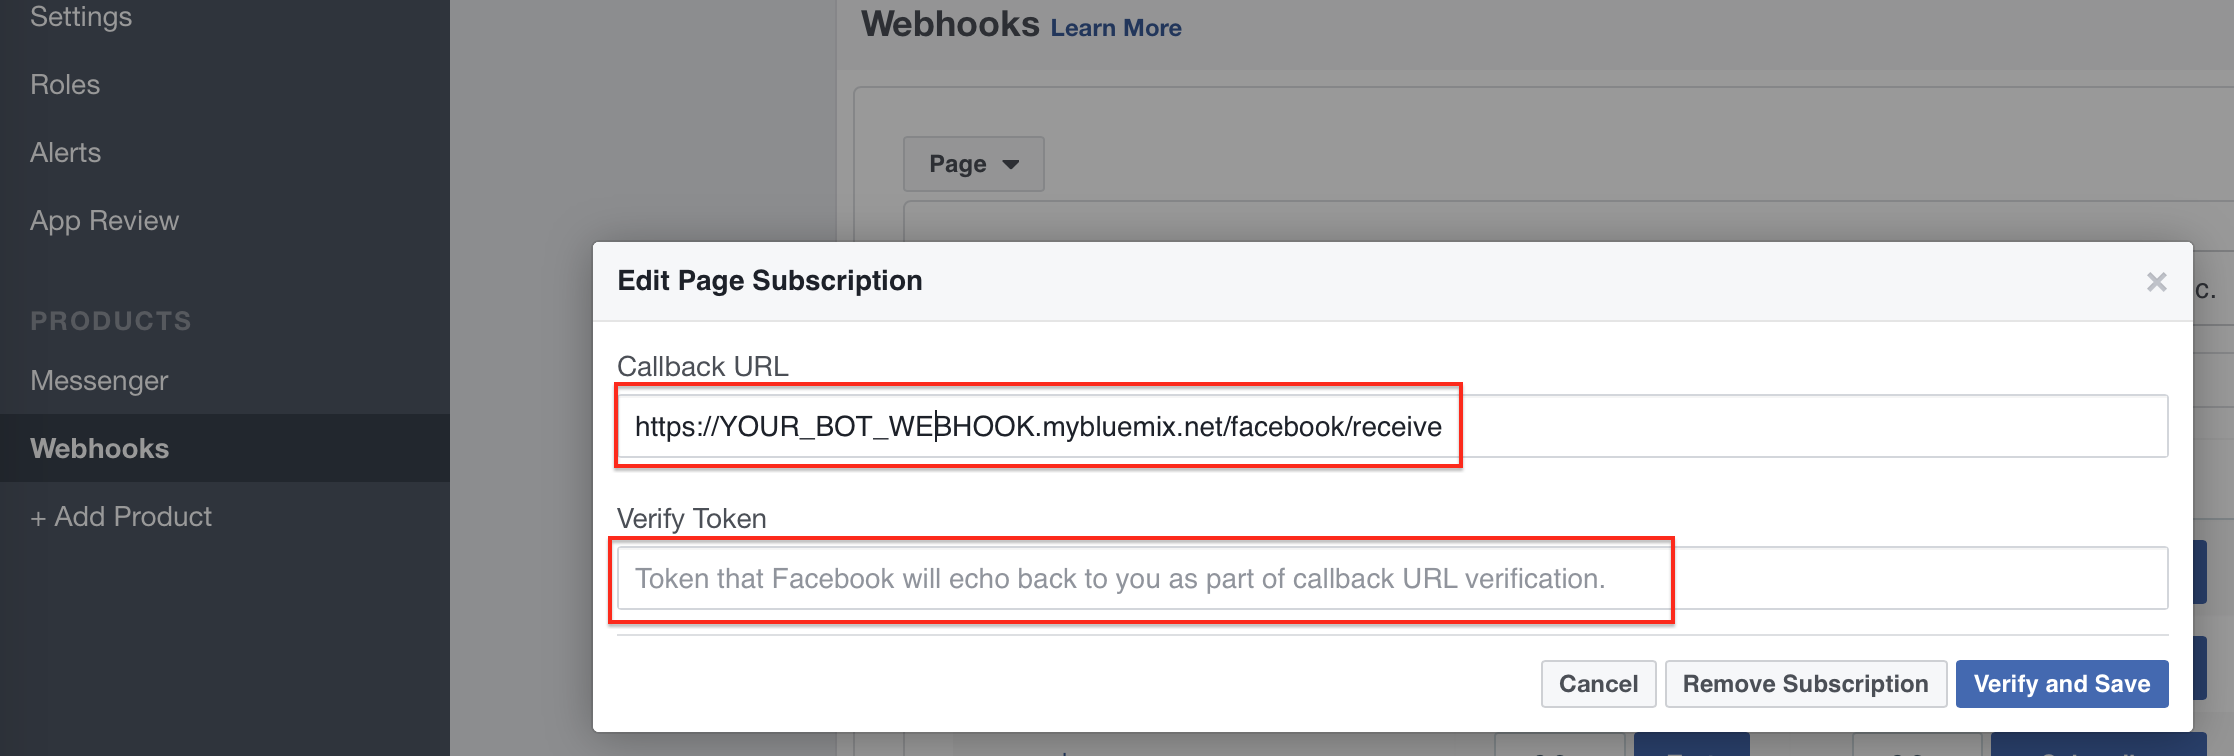 Settings
Roles
Alerts
App Review
PRODUCTS
Messenger
Webhooks
+ Add Product
Webhooks Learn More
Page
c.
Edit Page Subscription
Callback URL
https://YOUR_BOT_WEBHOOK.mybluemix.net/facebook/receive
Verify Token
Token that Facebook will echo back to you as part of callback URL verification.
Cancel
Remove Subscription
Verify and Save